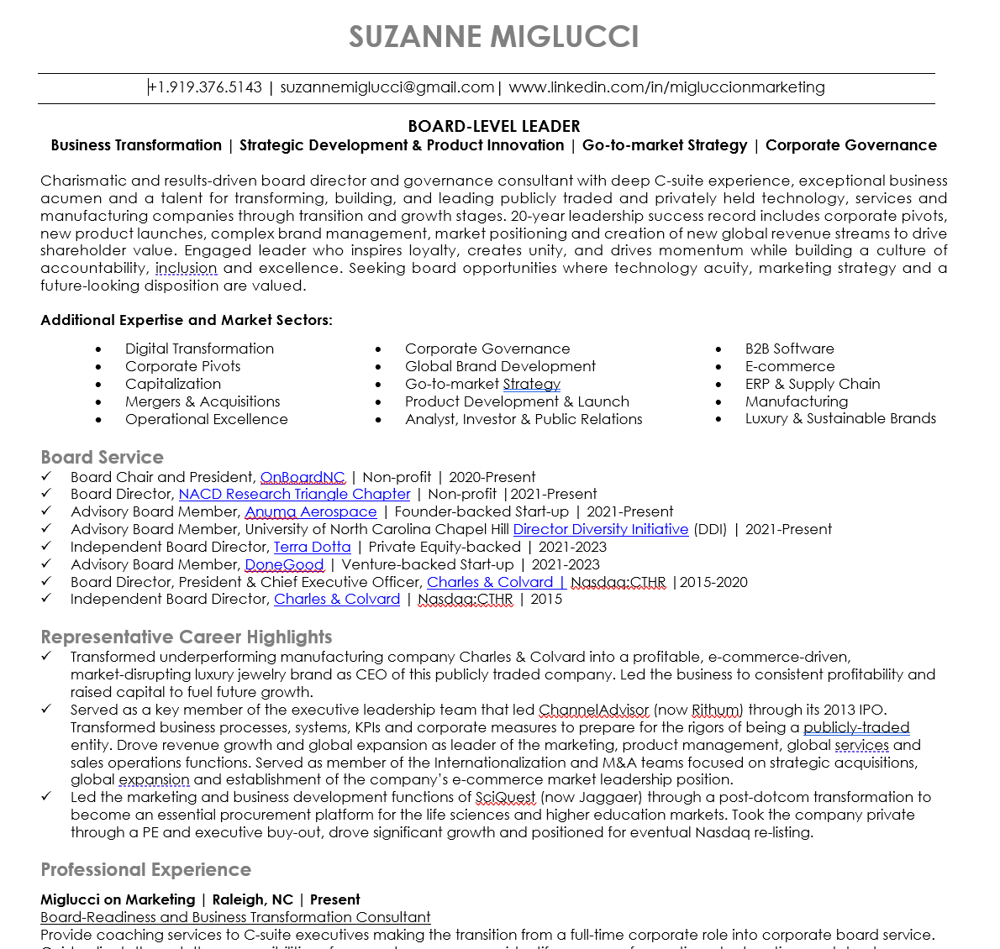 SUZANNE MIGLUCCI
+1.919.376.5143 | suzannemiglucci@gmail.com| www.linkedin.com/in/migluccionmarketing
BOARD-LEVEL LEADER
Business Transformation | Strategic Development & Product Innovation | Go-to-market Strategy | Corporate Governance
Charismatic and results-driven board director and governance consultant with deep C-suite experience, exceptional business
acumen and a talent for transforming, building, and leading publicly traded and privately held technology, services and
manufacturing companies through transition and growth stages. 20-year leadership success record includes corporate pivots,
new product launches, complex brand management, market positioning and creation of new global revenue streams to drive
shareholder value. Engaged leader who inspires loyalty, creates unity, and drives momentum while building a culture of
accountability, inclusion and excellence. Seeking board opportunities where technology acuity, marketing strategy and a
future-looking disposition are valued.
Additional Expertise and Market Sectors:
• Digital Transformation
• Corporate Pivots
• Capitalization
• Mergers & Acquisitions
• Operational Excellence
• Corporate Governance
• Global Brand Development
• Go-to-market Strategy
• Product Development & Launch
• Analyst, Investor & Public Relations
• B2B Software
• E-commerce
• ERP & Supply Chain
• Manufacturing
• Luxury & Sustainable Brands
Board Service
✓ Board Chair and President, OnBoardNC | Non-profit | 2020-Present
✓ Board Director, NACD Research Triangle Chapter | Non-profit |2021-Present
✓ Advisory Board Member, Anuma Aerospace | Founder-backed Start-up | 2021-Present
✓ Advisory Board Member, University of North Carolina Chapel Hill Director Diversity Initiative (DDI) | 2021-Present
✓ Independent Board Director, Terra Dotta | Private Equity-backed | 2021-2023
✓ Advisory Board Member, DoneGood | Venture-backed Start-up | 2021-2023
✓ Board Director, President & Chief Executive Officer, Charles & Colvard | Nasdaq:CTHR |2015-2020
✓ Independent Board Director, Charles & Colvard | Nasdaq:CTHR | 2015
Representative Career Highlights
✓ Transformed underperforming manufacturing company Charles & Colvard into a profitable, e-commerce-driven,
market-disrupting luxury jewelry brand as CEO of this publicly traded company. Led the business to consistent profitability and
raised capital to fuel future growth.
✓ Served as a key member of the executive leadership team that led ChannelAdvisor (now Rithum) through its 2013 IPO.
Transformed business processes, systems, KPIs and corporate measures to prepare for the rigors of being a publicly-traded
entity. Drove revenue growth and global expansion as leader of the marketing, product management, global services and
sales operations functions. Served as member of the Internationalization and M&A teams focused on strategic acquisitions,
global expansion and establishment of the company's e-commerce market leadership position.
✓ Led the marketing and business development functions of SciQuest (now Jaggaer) through a post-dotcom transformation to
become an essential procurement platform for the life sciences and higher education markets. Took the company private
through a PE and executive buy-out, drove significant growth and positioned for eventual Nasdaq re-listing.
Professional Experience
Miglucci on Marketing | Raleigh, NC | Present
Board-Readiness and Business Transformation Consultant
Provide coaching services to C-suite executives making the transition from a full-time corporate role into corporate board service.